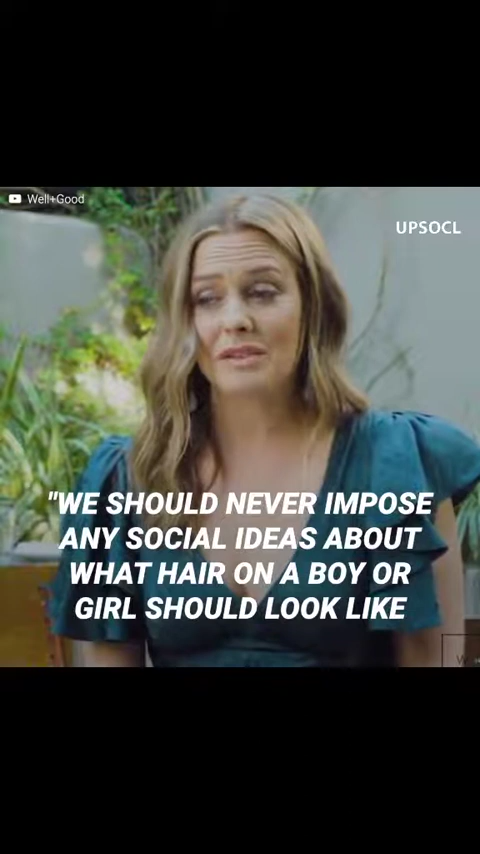 Well+Good
UPSOCL
"WE SHOULD NEVER IMPOSE
ANY SOCIAL IDEAS ABOUT
WHAT HAIR ON A BOY OR
GIRL SHOULD LOOK LIKE